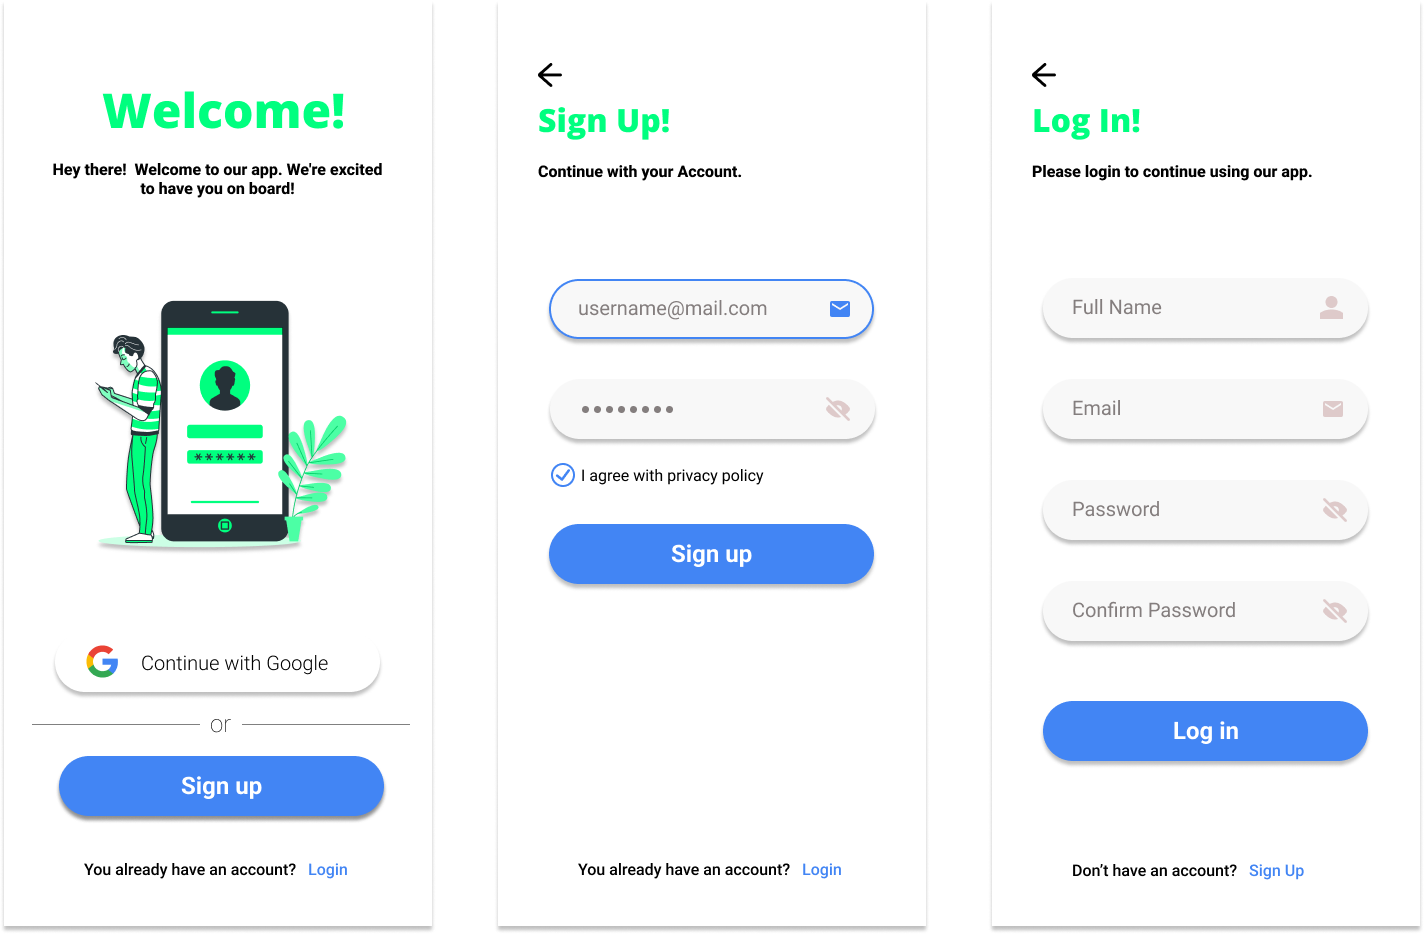 Welcome!
Hey there!  Welcome to our app. We're excited
to have you on board!
******
Continue with Google
or
Sign up
You already have an account? Login
Sign Up!
Continue with your Account.
username@mail.com
••••••••
I agree with privacy policy
Sign up
You already have an account? Login
Log In!
Please login to continue using our app.
Full Name
Email
Password
Confirm Password
Log in
Don’t have an account? Sign Up